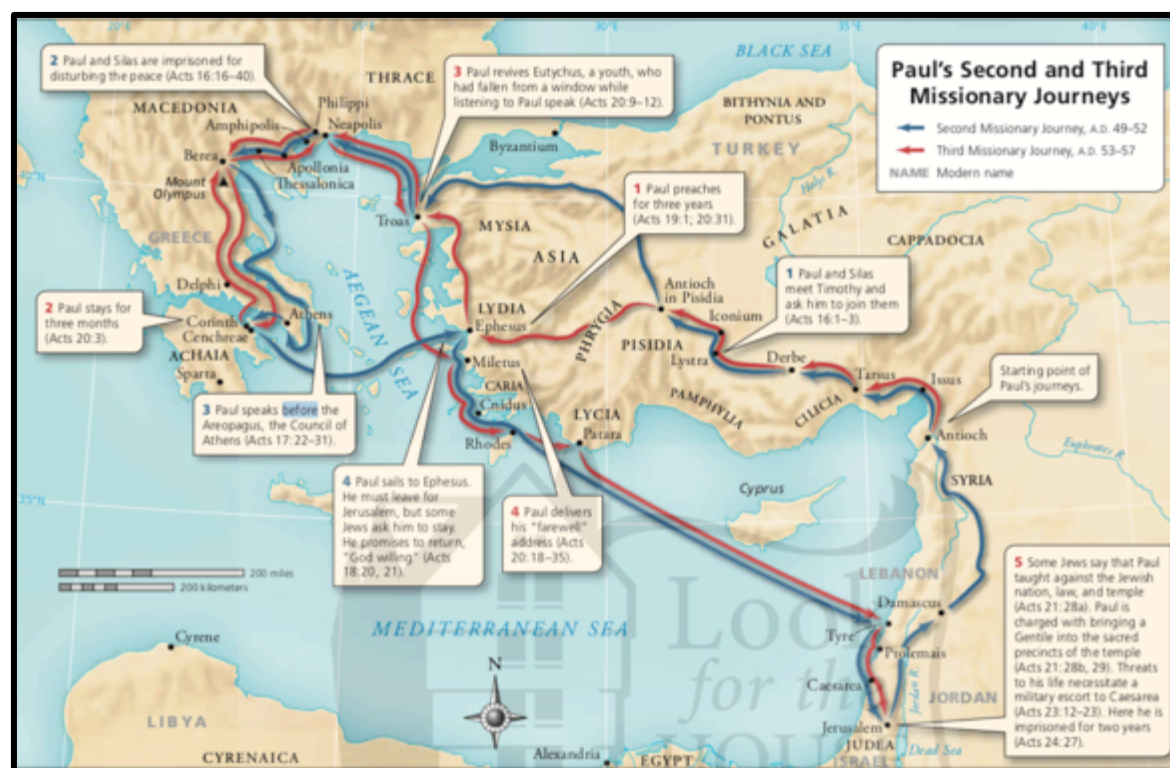 20°E
25°E
30°E
35°E
40°E
BLACK SEA
Paul's Second and Third
Missionary Journeys
Second Missionary Journey, A.D. 49–52
Third Missionary Journey, A.D. 53–57
NAME Modern name
2 Paul and Silas are imprisoned for
disturbing the peace (Acts 16:16–40).
THRACE
3 Paul revives Eutychus, a youth, who
had fallen from a window while
listening to Paul speak (Acts 20:9–12).
BITHYNIA AND
PONTUS
MACEDONIA
Philippi
Neapolis
Amphipolis
Byzantium
TURKEY
Berea
Apollonia
Thessalonica
Halys R.
40°N
Mount
Olympus
1 Paul preaches
for three years
(Acts 19:1; 20:31).
Troas
MYSIA
GALATIA
GREECE
ASIA
CAPPADOCIA
AEGEAN SEA
Delphi
Antioch
in Pisidia
1 Paul and Silas
meet Timothy and
ask him to join them
(Acts 16:1–3).
2 Paul stays for
three months
(Acts 20:3).
LYDIA
Ephesus
PHRYGIA
Iconium
Corinth
Athens
Cenchreae
PISIDIA
Lystra
Derbe
ACHAIA
Sparta
Miletus
Tarsus
Issus
Starting point of
Paul's journeys.
CARIA
Cnidus
PAMPHYLIA
CILICIA
3 Paul speaks before the
Areopagus, the Council of
Athens (Acts 17:22–31).
LYCIA
Patara
Rhodes
Antioch
Euphrates R.
SYRIA
4 Paul sails to Ephesus.
He must leave for
Jerusalem, but some
Jews ask him to stay.
He promises to return,
"God willing" (Acts
18:20, 21).
4 Paul delivers
his "farewell"
address (Acts
20:18–35).
Cyprus
35°N
200 miles
200 kilometers
LEBANON
Damascus
5 Some Jews say that Paul
taught against the Jewish
nation, law, and temple
(Acts 21:28a). Paul is
charged with bringing a
Gentile into the sacred
precincts of the temple
(Acts 21:28b, 29). Threats
to his life necessitate a
military escort to Caesarea
(Acts 23:12–23). Here he is
imprisoned for two years
(Acts 24:27).
MEDITERRANEAN SEA
Tyre
Ptolemais
Cyrene
N
Caesarea
Jordan R.
JORDAN
LIBYA
Jerusalem
JUDEA
Dead Sea
CYRENAICA
Alexandria
EGYPT
ISRAEL
Look
for the